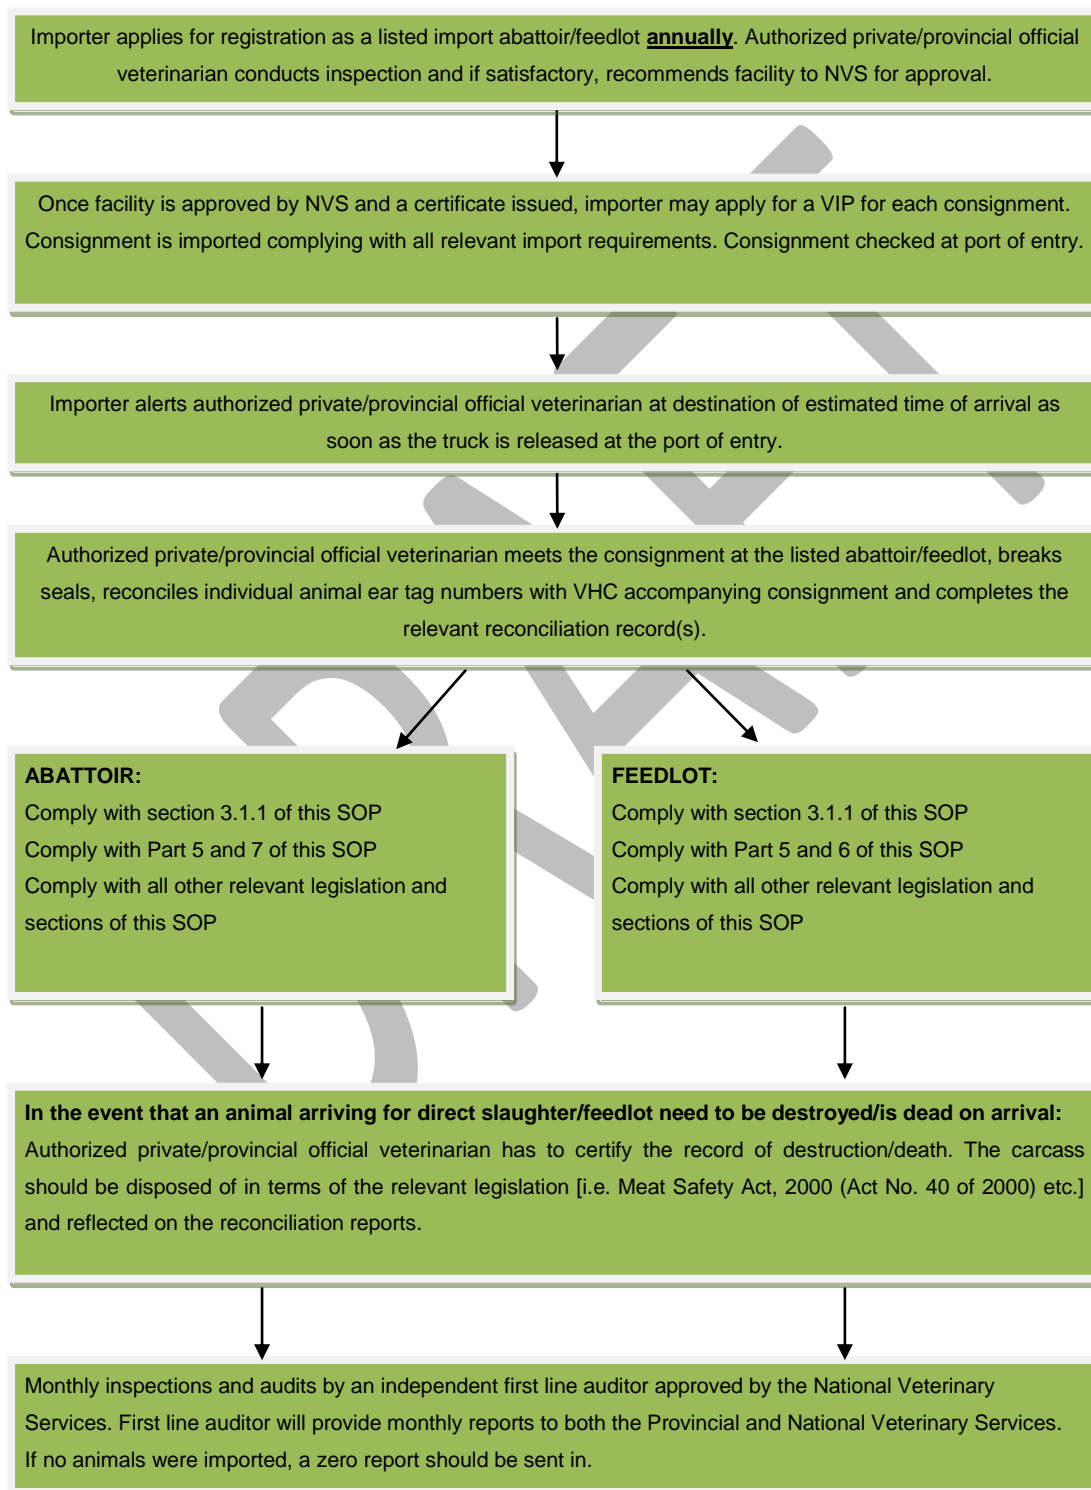 Importer applies for registration as a listed import abattoir/feedlot annually. Authorized private/provincial official
veterinarian conducts inspection and if satisfactory, recommends facility to NVS for approval.
Once facility is approved by NVS and a certificate issued, importer may apply for a VIP for each consignment.
Consignment is imported complying with all relevant import requirements. Consignment checked at port of entry.
Importer alerts authorized private/provincial official veterinarian at destination of estimated time of arrival as
soon as the truck is released at the port of entry.
Authorized private/provincial official veterinarian meets the consignment at the listed abattoir/feedlot, breaks
seals, reconciles individual animal ear tag numbers with VHC accompanying consignment and completes the
relevant reconciliation record(s).
ABATTOIR:
Comply with section 3.1.1 of this SOP
Comply with Part 5 and 7 of this SOP
Comply with all other relevant legislation and
sections of this SOP
FEEDLOT:
Comply with section 3.1.1 of this SOP
Comply with Part 5 and 6 of this SOP
Comply with all other relevant legislation and
sections of this SOP
In the event that an animal arriving for direct slaughter/feedlot need to be destroyed/is dead on arrival:
Authorized private/provincial official veterinarian has to certify the record of destruction/death. The carcass
should be disposed of in terms of the relevant legislation [i.e. Meat Safety Act, 2000 (Act No. 40 of 2000) etc.]
and reflected on the reconciliation reports.
Monthly inspections and audits by an independent first line auditor approved by the National Veterinary
Services. First line auditor will provide monthly reports to both the Provincial and National Veterinary Services.
If no animals were imported, a zero report should be sent in.
DRAFT